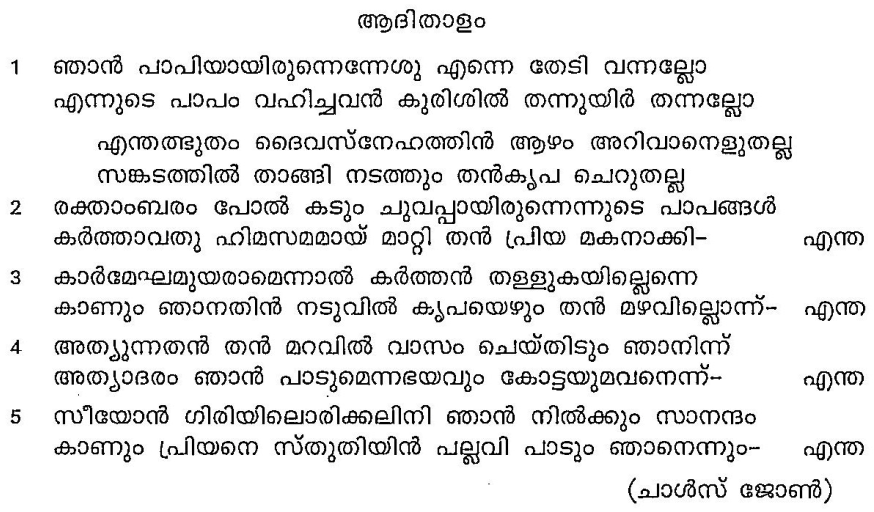 ആദിതാളം
1 ഞാൻ പാപിയായിരുന്നെന്നേശു എന്നെ തേടി വന്നല്ലോ
എന്നുടെ പാപം വഹിച്ചവൻ കുരിശിൽ തന്നുയിർ തന്നല്ലോ
എന്തത്ഭുതം ദൈവസ്നേഹത്തിൻ ആഴം അറിവാനെളുതല്ല
സങ്കടത്തിൽ താങ്ങി നടത്തും തൻകൃപ ചെറുതല്ല
2 രക്താംബരം പോൽ കടും ചുവപ്പായിരുന്നെന്നുടെ പാപങ്ങൾ
കർത്താവതു ഹിമസമമായ് മാറ്റി തൻ പ്രിയ മകനാക്കി- എന്ത
3 കാർമേഘമുയരാമെന്നാൽ കർത്തൻ തള്ളുകയില്ലെന്നെ
കാണും ഞാനതിൻ നടുവിൽ കൃപയെഴും തൻ മഴവില്ലൊന്ന്- എന്ത
4 അത്യുന്നതൻ തൻ മറവിൽ വാസം ചെയ്തിടും ഞാനിന്ന്
അത്യാദരം ഞാൻ പാടുമെന്നഭയവും കോട്ടയുമവനെന്ന്- എന്ത
5 സീയോൻ ഗിരിയിലൊരിക്കലിനി ഞാൻ നിൽക്കും സാനന്ദം
കാണും പ്രിയനെ സ്തുതിയിൻ പല്ലവി പാടും ഞാനെന്നും- എന്ത
(ചാൾസ് ജോൺ)